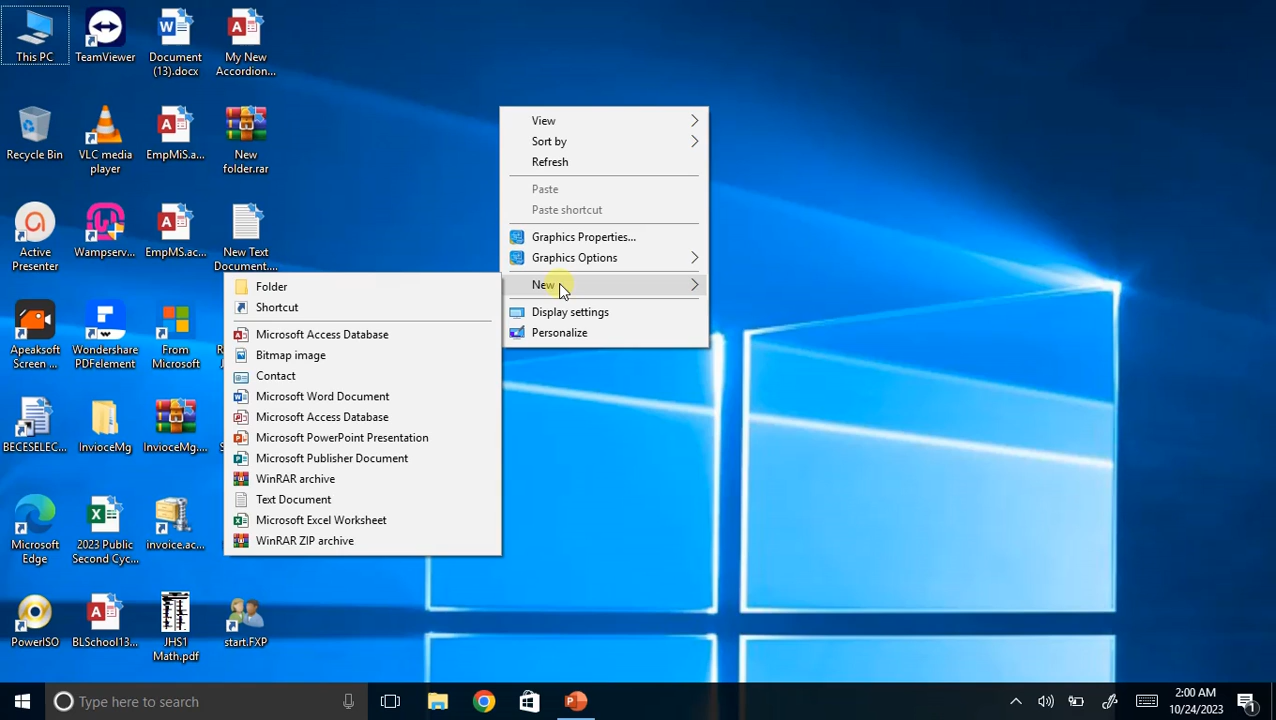 This PC
TeamViewer
Document
(13).docx
My New
Accordion...
Recycle Bin
VLC media
player
EmpMiS.a...
New
folder.rar
Active
Presenter
Wampserv...
EmpMS.ac...
New Text
Document....
Apeaksoft
Screen ...
Wondershare
PDFelement
From
Microsoft
BECESELEC...
InvioceMg
InvioceMg....
Microsoft
Edge
2023 Public
Second Cyc...
invoice.ac...
PowerISO
BLSchool13...
JHS1
Math.pdf
start.FXP
View
Sort by
Refresh
Paste
Paste shortcut
Graphics Properties...
Graphics Options
New
Display settings
Personalize
Folder
Shortcut
Microsoft Access Database
Bitmap image
Contact
Microsoft Word Document
Microsoft Access Database
Microsoft PowerPoint Presentation
Microsoft Publisher Document
WinRAR archive
Text Document
Microsoft Excel Worksheet
WinRAR ZIP archive
Type here to search
2:00 AM
10/24/2023
1